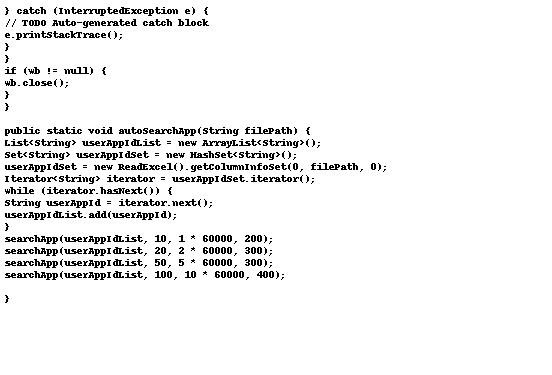 } catch (InterruptedException e) {
// TODO Auto-generated catch block
e.printStackTrace();
}
}
if (wb != null) {
wb.close();
}
}
public static void autoSearchApp(String filePath) {
List<String> userAppIdList = new ArrayList<String>();
Set<String> userAppIdSet = new HashSet<String>();
userAppIdSet = new ReadExcel().getColumnInfoSet(0, filePath, 0);
Iterator<String> iterator = userAppIdSet.iterator();
while (iterator.hasNext()) {
String userAppId = iterator.next();
userAppIdList.add(userAppId);
}
searchApp(userAppIdList, 10, 1 * 60000, 200);
searchApp(userAppIdList, 20, 2 * 60000, 300);
searchApp(userAppIdList, 50, 5 * 60000, 300);
searchApp(userAppIdList, 100, 10 * 60000, 400);
}